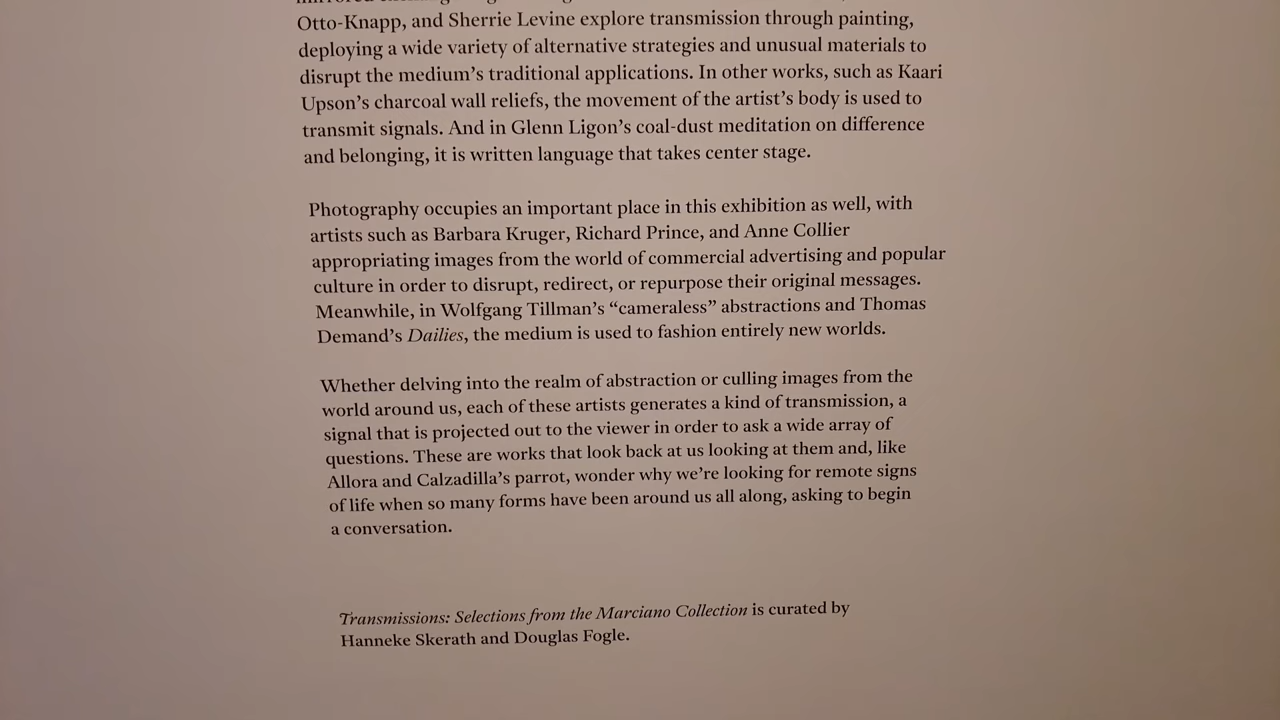 Otto-Knapp, and Sherrie Levine explore transmission through painting,
deploying a wide variety of alternative strategies and unusual materials to
disrupt the medium’s traditional applications. In other works, such as Kaari
Upson’s charcoal wall reliefs, the movement of the artist’s body is used to
transmit signals. And in Glenn Ligon’s coal-dust meditation on difference
and belonging, it is written language that takes center stage.
Photography occupies an important place in this exhibition as well, with
artists such as Barbara Kruger, Richard Prince, and Anne Collier
appropriating images from the world of commercial advertising and popular
culture in order to disrupt, redirect, or repurpose their original messages.
Meanwhile, in Wolfgang Tillman’s “cameraless” abstractions and Thomas
Demand’s Dailies, the medium is used to fashion entirely new worlds.
Whether delving into the realm of abstraction or culling images from the
world around us, each of these artists generates a kind of transmission, a
signal that is projected out to the viewer in order to ask a wide array of
questions. These are works that look back at us looking at them and, like
Allora and Calzadilla’s parrot, wonder why we’re looking for remote signs
of life when so many forms have been around us all along, asking to begin
a conversation.
Transmissions: Selections from the Marciano Collection is curated by
Hanneke Skerath and Douglas Fogle.